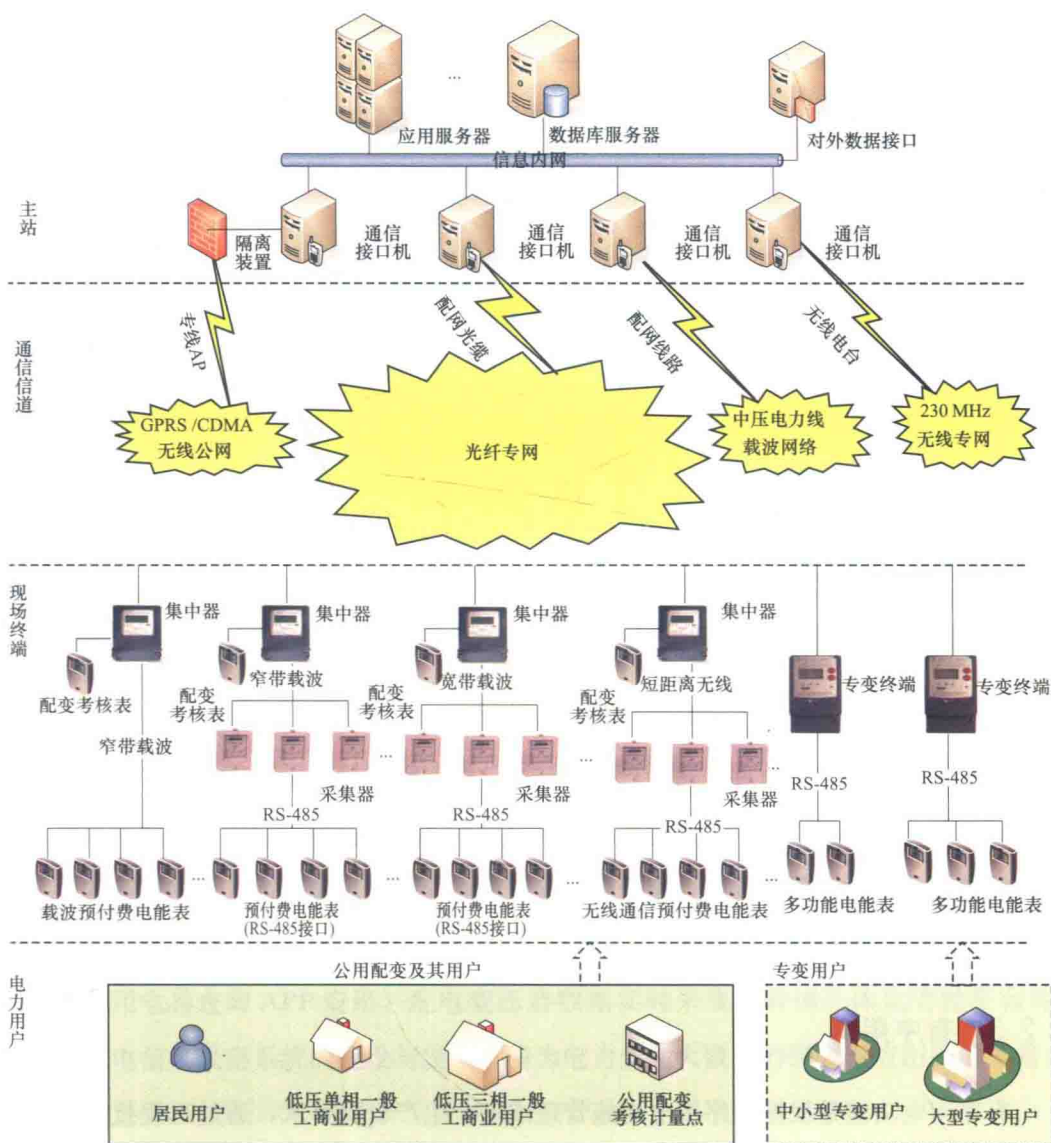 ...
应用服务器
数据库服务器
对外数据接口
信息内网
主站
隔离
装置
通信
接口机
通信
接口机
通信
接口机
通信
接口机
通信信道
专线AP
配网光缆
配网线路
无线电台
GPRS /CDMA
无线公网
光纤专网
中压电力线
载波网络
230 MHz
无线专网
现场终端
集中器
集中器
集中器
集中器
配变考核表
窄带载波
窄带载波
宽带载波
短距离无线
专变终端
专变终端
配变
考核表
配变
考核表
配变
考核表
...
...
...
采集器
采集器
采集器
RS-485
RS-485
RS-485
RS-485
RS-485
...
...
...
...
载波预付费电能表
预付费电能表
(RS-485接口)
预付费电能表
(RS-485接口)
无线通信预付费电能表
多功能电能表
多功能电能表
电力用户
公用配变及其用户
专变用户
居民用户
低压单相一般
工商业用户
低压三相一般
工商业用户
公用配变
考核计量点
中小型专变用户
大型专变用户